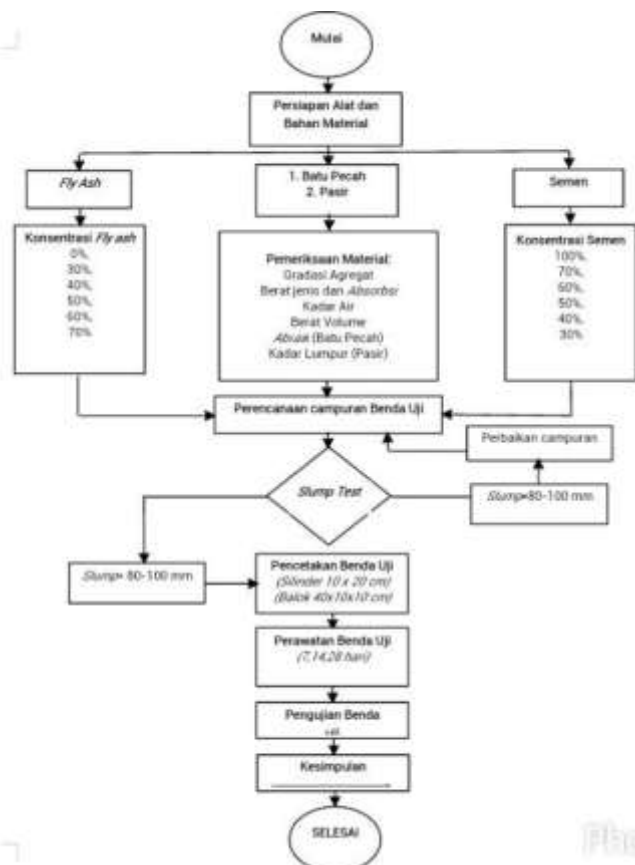 Mulai
Persiapan Alat dan
Bahan Material
Fly Ash
1. Batu Pecah
2. Pasir
Semen
Konsentrasi Fly ash
0%,
30%,
40%,
50%,
60%,
70%
Pemeriksaan Material:
Gradasi Agregat
Berat jenis dan Absorbsi
Kadar Air
Berat Volume
(Batu Pecah)
Kadar Lumpur (Pasir)
Konsentrasi Semen
100%,
70%,
60%,
50%,
40%,
30%
Perencanaan campuran Benda Uji
Perbaikan campuran
Slump Test
80-100 mm
Slump= 80-100 mm
Pencetakan Benda Uji
(Silinder 10 x 20 cm)
(Balok 40x10x10 cm)
Perawatan Benda Uji
(7,14,28 hari)
Pengujian Benda
Kesimpulan
SELESAI